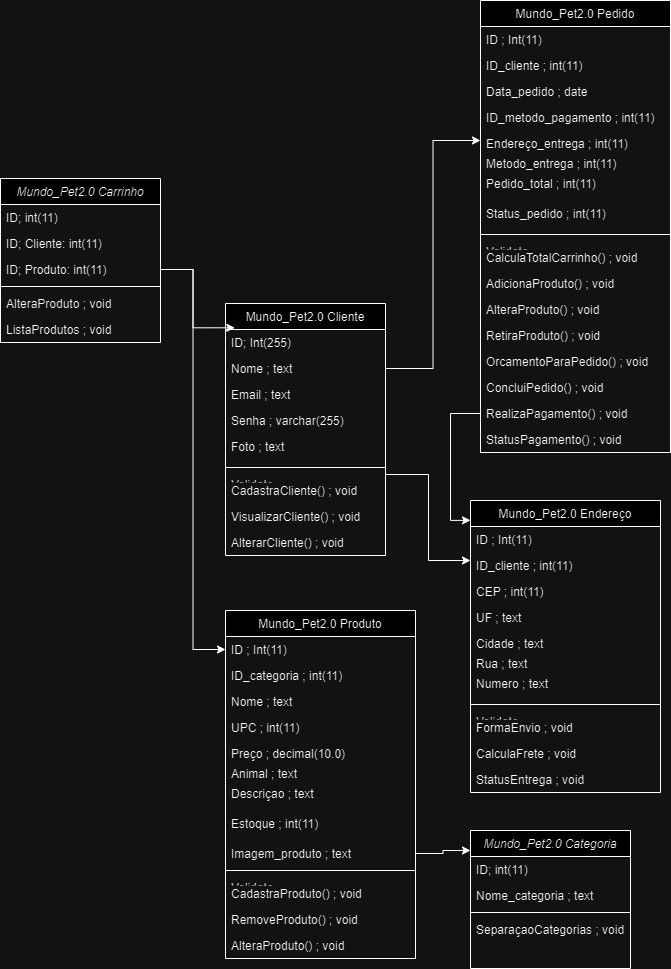 Mundo_Pet2.0 Pedido
ID ; Int(11)
ID_cliente ; int(11)
Data_pedido ; date
ID_metodo_pagamento ; int(11)
Endereço_entrega ; int(11)
Metodo_entrega ; int(11)
Pedido_total ; int(11)
Status_pedido ; int(11)
CalculaTotalCarrinho() ; void
AdicionaProduto() ; void
AlteraProduto() ; void
RetiraProduto() ; void
OrcamentoParaPedido() ; void
ConcluiPedido() ; void
RealizaPagamento() ; void
StatusPagamento() ; void
Mundo_Pet2.0 Carrinho
ID; int(11)
ID; Cliente: int(11)
ID; Produto: int(11)
AlteraProduto ; void
ListaProdutos ; void
Mundo_Pet2.0 Cliente
ID; Int(255)
Nome ; text
Email ; text
Senha ; varchar(255)
Foto ; text
CadastraCliente() ; void
VisualizarCliente() ; void
AlterarCliente() ; void
Mundo_Pet2.0 Endereço
ID ; Int(11)
ID_cliente ; int(11)
CEP ; int(11)
UF ; text
Cidade ; text
Rua ; text
Numero ; text
FormaEnvio ; void
CalculaFrete ; void
StatusEntrega ; void
Mundo_Pet2.0 Produto
ID ; Int(11)
ID_categoria ; int(11)
Nome ; text
UPC ; int(11)
Preço ; decimal(10.0)
Animal ; text
Descriçao ; text
Estoque ; int(11)
Imagem_produto ; text
CadastraProduto() ; void
RemoveProduto() ; void
AlteraProduto() ; void
Mundo_Pet2.0 Categoria
ID; int(11)
Nome_categoria ; text
SeparaçaoCategorias ; void